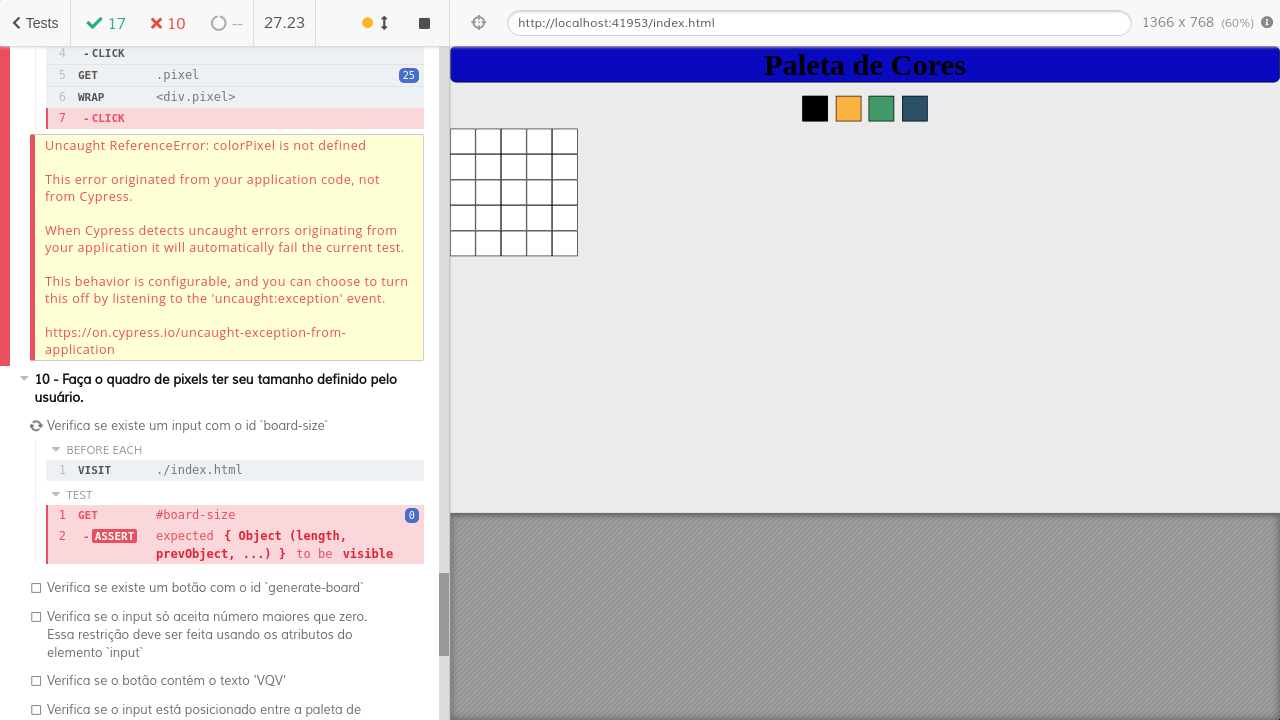 Tests 17 10 -- 27.23
http://localhost:41953/index.html 1366 x 768 (60%)
4 - CLICK
5 GET .pixel 25
6 WRAP <div.pixel>
7 - CLICK
Uncaught ReferenceError: colorPixel is not defined
This error originated from your application code, not
from Cypress.
When Cypress detects uncaught errors originating from
your application it will automatically fail the current test.
This behavior is configurable, and you can choose to turn
this off by listening to the 'uncaught:exception' event.
https://on.cypress.io/uncaught-exception-from-
application
10 - Faça o quadro de pixels ter seu tamanho definido pelo
usuário.
Verifica se existe um input com o id `board-size`
BEFORE EACH
1 VISIT ./index.html
TEST
1 GET #board-size 0
2 - ASSERT expected { Object (length,
prevObject, ...) } to be visible
Verifica se existe um botão com o id `generate-board`
Verifica se o input só aceita número maiores que zero.
Essa restrição deve ser feita usando os atributos do
elemento `input`
Verifica se o botão contém o texto 'VQV'
Verifica se o input está posicionado entre a paleta de
Paleta de Cores